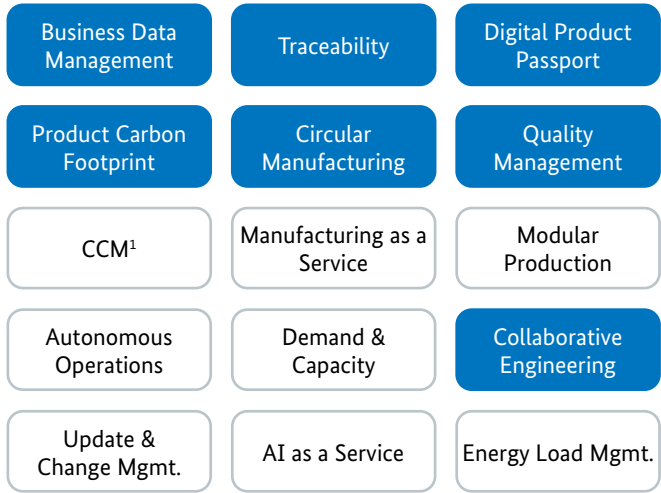 Business Data
Management
Traceability
Digital Product
Passport
Product Carbon
Footprint
Circular
Manufacturing
Quality
Management
CCM¹
Manufacturing as a
Service
Modular
Production
Autonomous
Operations
Demand &
Capacity
Collaborative
Engineering
Update &
Change Mgmt.
AI as a Service
Energy Load Mgmt.